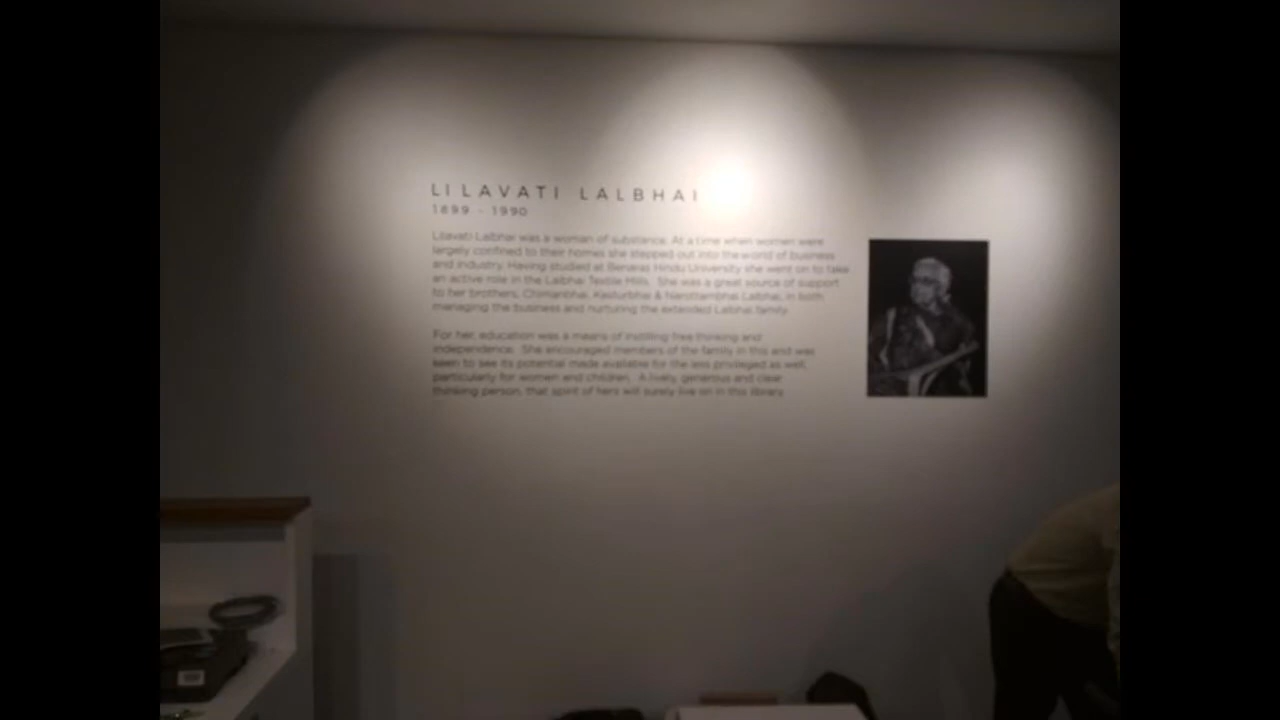 LILAVATI LALBHAI
1899 - 1990
Lilavati Lalbhai was a woman of substance. At a time when women were
largely confined to their homes she stepped out into the world of business
and industry. Having studied at Benaras Hindu University she went on to take
an active role in the Lalbhai Textile Mills. She was a great source of support
to her brothers, Chimanbhai, Kasturbhai & Narottambhai Lalbhai, in both
managing the business and nurturing the extended Lalbhai family.
For her, education was a means of instilling free thinking and
independence. She encouraged members of the family in this and was
keen to see its potential made available for the less privileged as well,
particularly for women and children. A lively, generous and clear
thinking person, that spirit of hers will surely live on in this library.